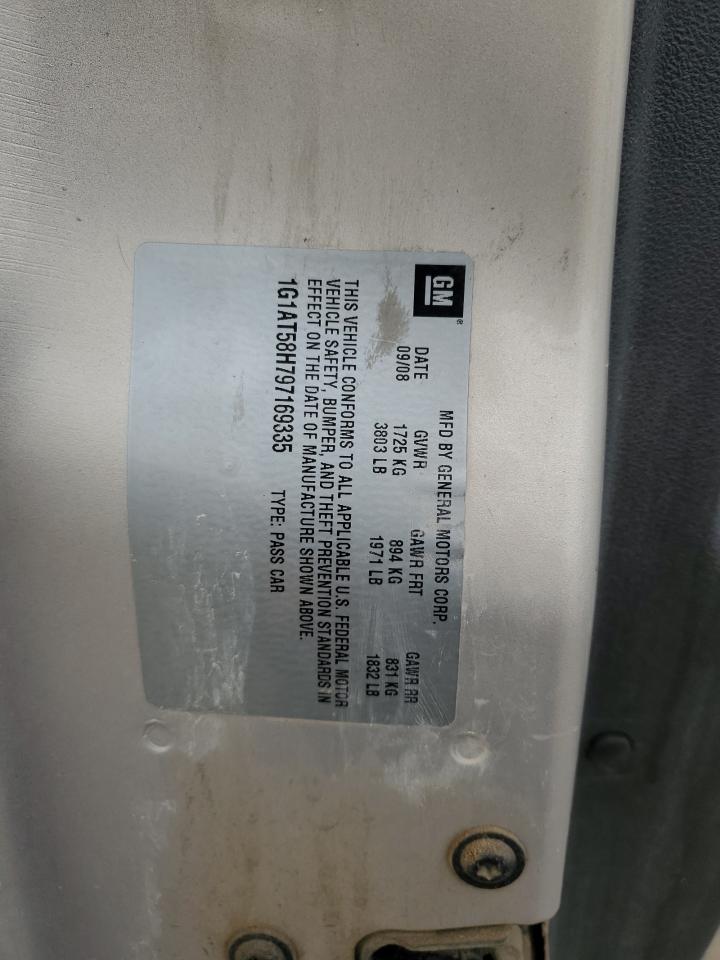 GM®
MFD BY GENERAL MOTORS CORP.
DATE GVWR GAWR FRT GAWR RR
09/08 1725 KG 894 KG 831 KG
3803 LB 1971 LB 1832 LB
THIS VEHICLE CONFORMS TO ALL APPLICABLE U.S. FEDERAL MOTOR
VEHICLE SAFETY, BUMPER, AND THEFT PREVENTION STANDARDS IN
EFFECT ON THE DATE OF MANUFACTURE SHOWN ABOVE.
1G1AT58H797169335 TYPE: PASS CAR